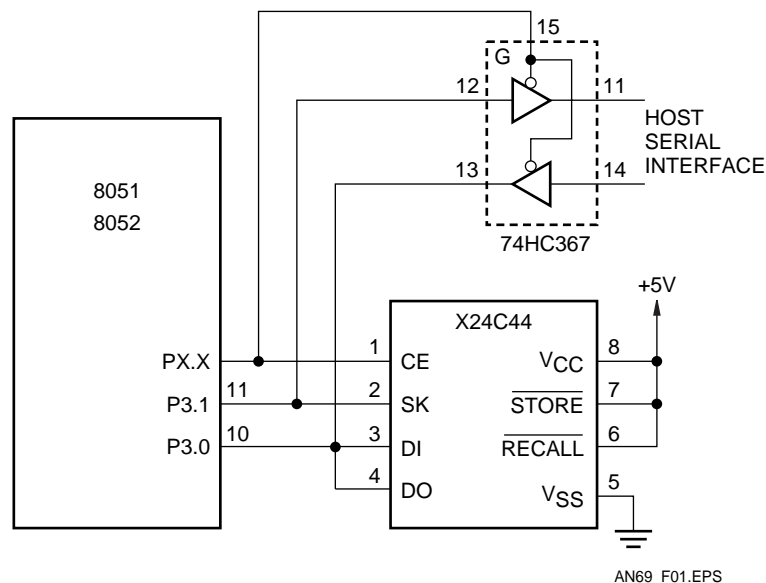 15
G
12
11
HOST
SERIAL
INTERFACE
13
14
74HC367
8051
8052
+5V
X24C44
PX.X
1
CE
VCC
8
P3.1
11
2
SK
STORE
7
P3.0
10
3
DI
RECALL
6
4
DO
VSS
5
AN69 F01.EPS